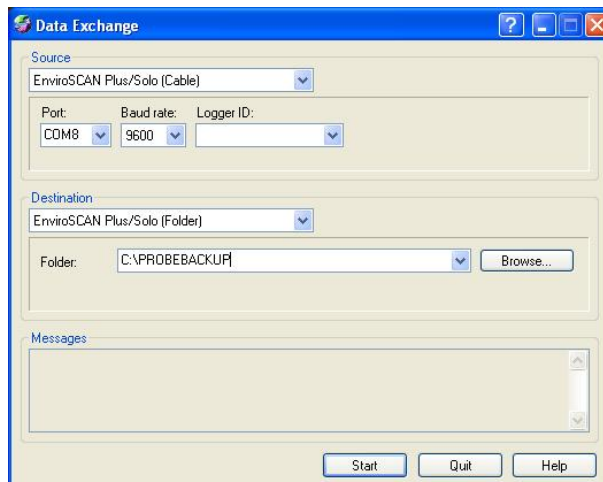 Data Exchange
Source
EnviroSCAN Plus/Solo (Cable)
Port: Baud rate: Logger ID:
COM8 9600
Destination
EnviroSCAN Plus/Solo (Folder)
Folder: C:\PROBEBACKUP Browse...
Messages
Start Quit Help